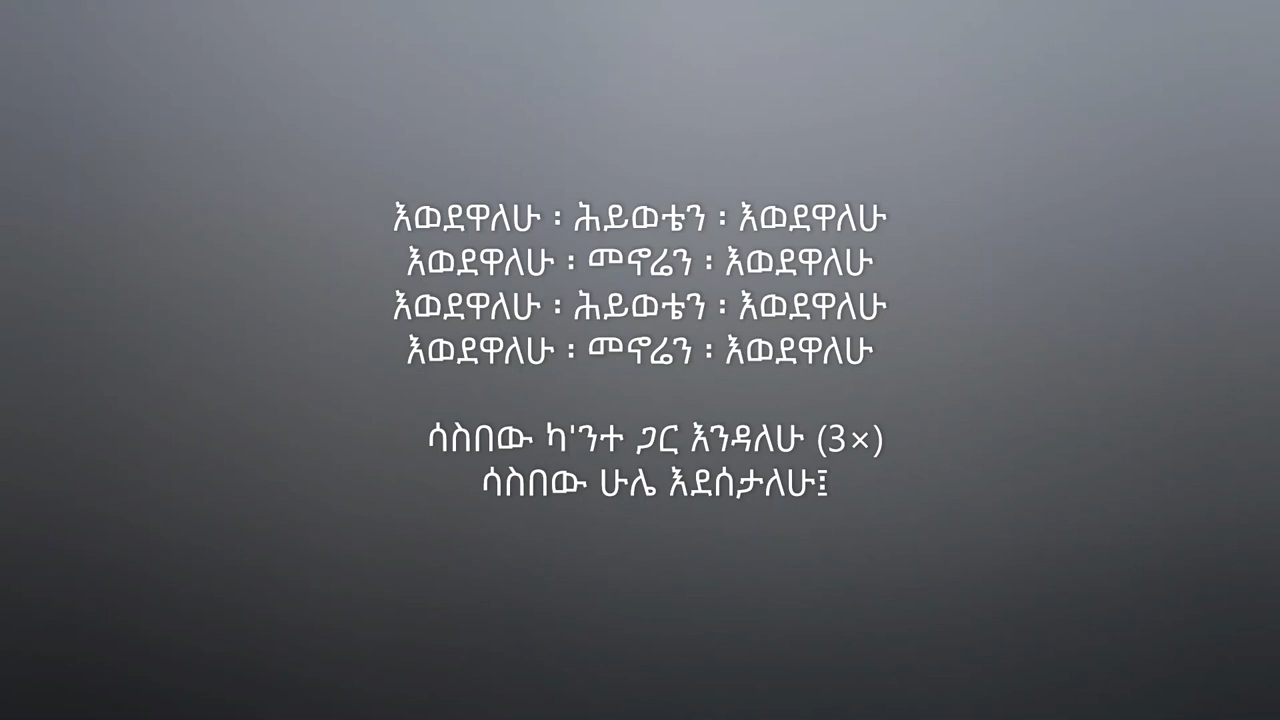 እወደዋለሁ ፡ ሕይወቴን ፡ እወደዋለሁ
እወደዋለሁ ፡ መኖሬን ፡ እወደዋለሁ
እወደዋለሁ ፡ ሕይወቴን ፡ እወደዋለሁ
እወደዋለሁ ፡ መኖሬን ፡ እወደዋለሁ
ሳስበው ካ'ንተ ጋር እንዳለሁ (3×)
ሳስበው ሁሌ እደሰታለሁ፤